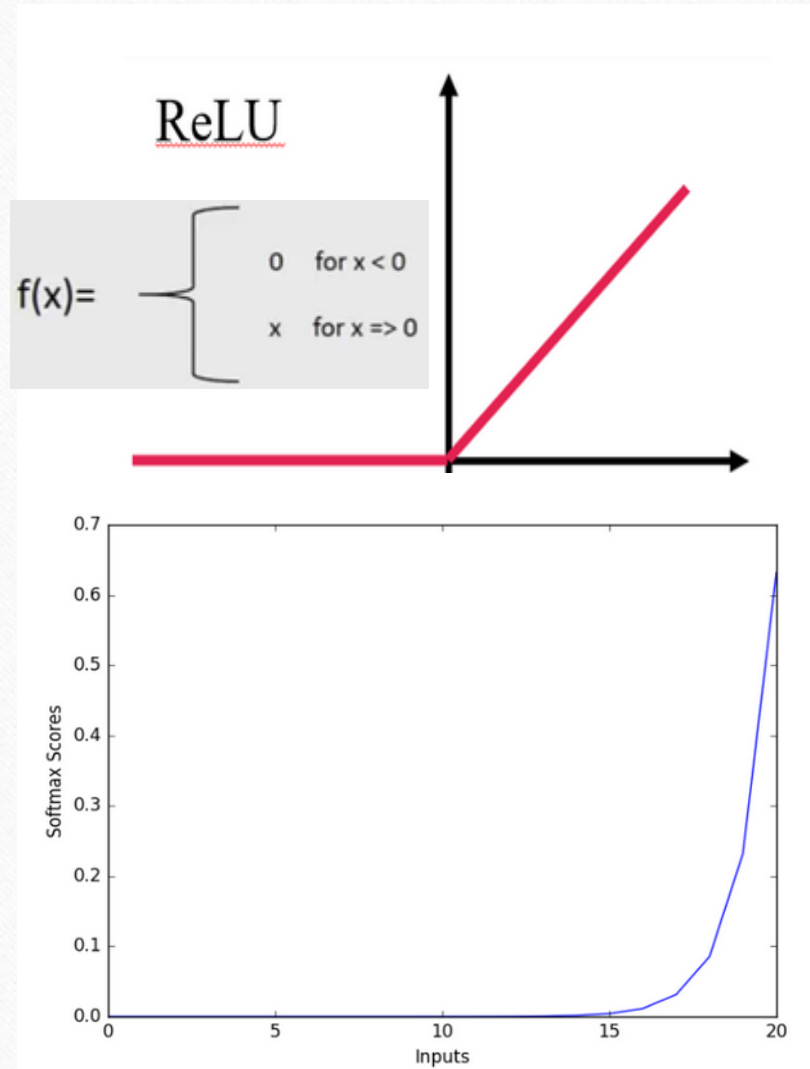 ReLU
0 for x < 0
f(x)=
x for x => 0
0.7
0.6
0.5
0.4
0.3
0.2
0.1
0.0
Softmax Scores
0 5 10 15 20
Inputs